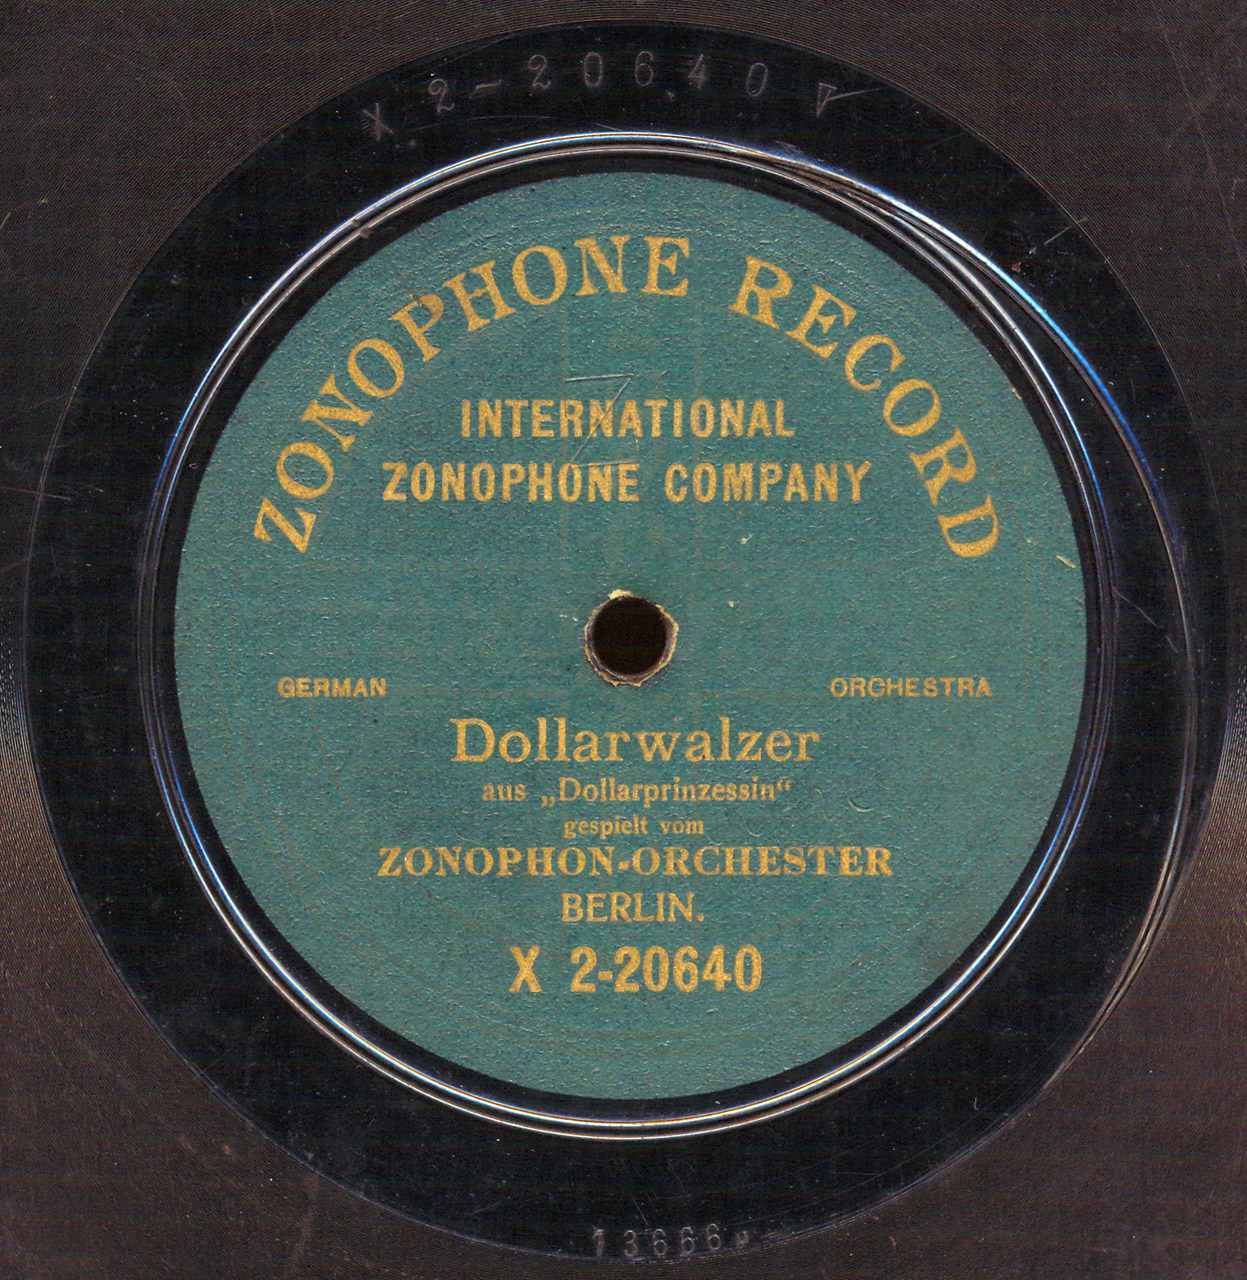 X 2-20640 V
ZONOPHONE RECORD
INTERNATIONAL
ZONOPHONE COMPANY
GERMAN ORCHESTRA
Dollarwalzer
aus „Dollarprinzessin“
gespielt vom
ZONOPHON-ORCHESTER
BERLIN.
X 2-20640
13666